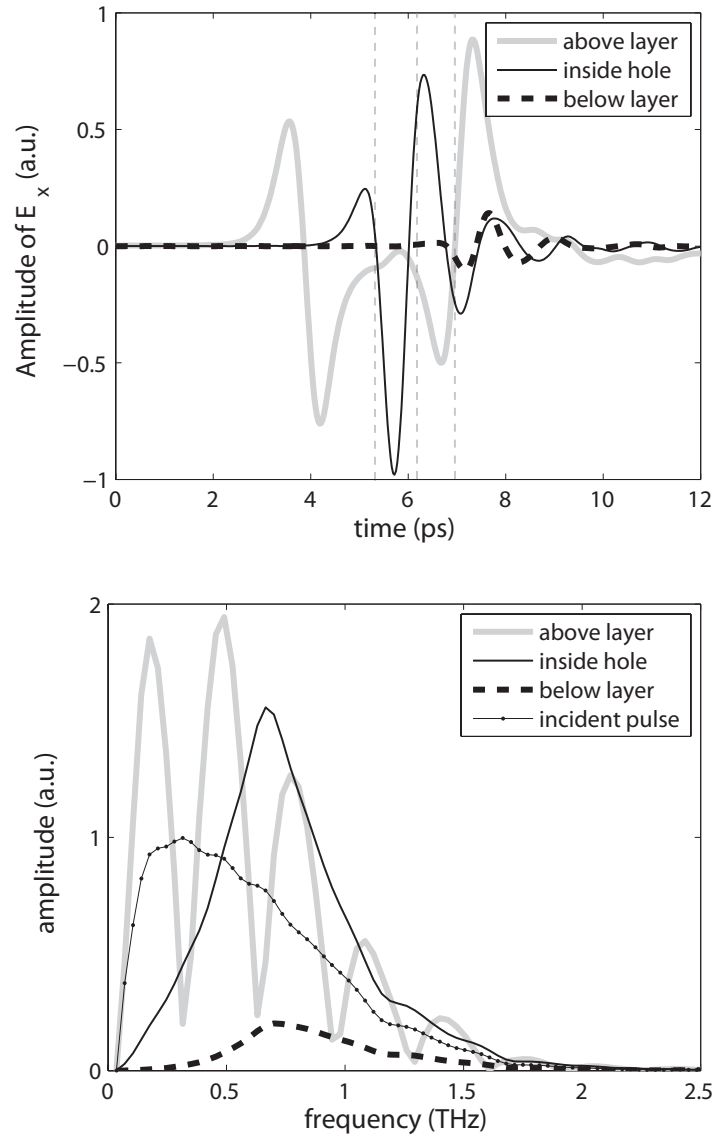 1
0.5
0
−0.5
−1
Amplitude of E x (a.u.)
above layer
inside hole
below layer
0 2 4 6 8 10 12
time (ps)
2
1
0
amplitude (a.u.)
above layer
inside hole
below layer
incident pulse
0 0.5 1 1.5 2 2.5
frequency (THz)